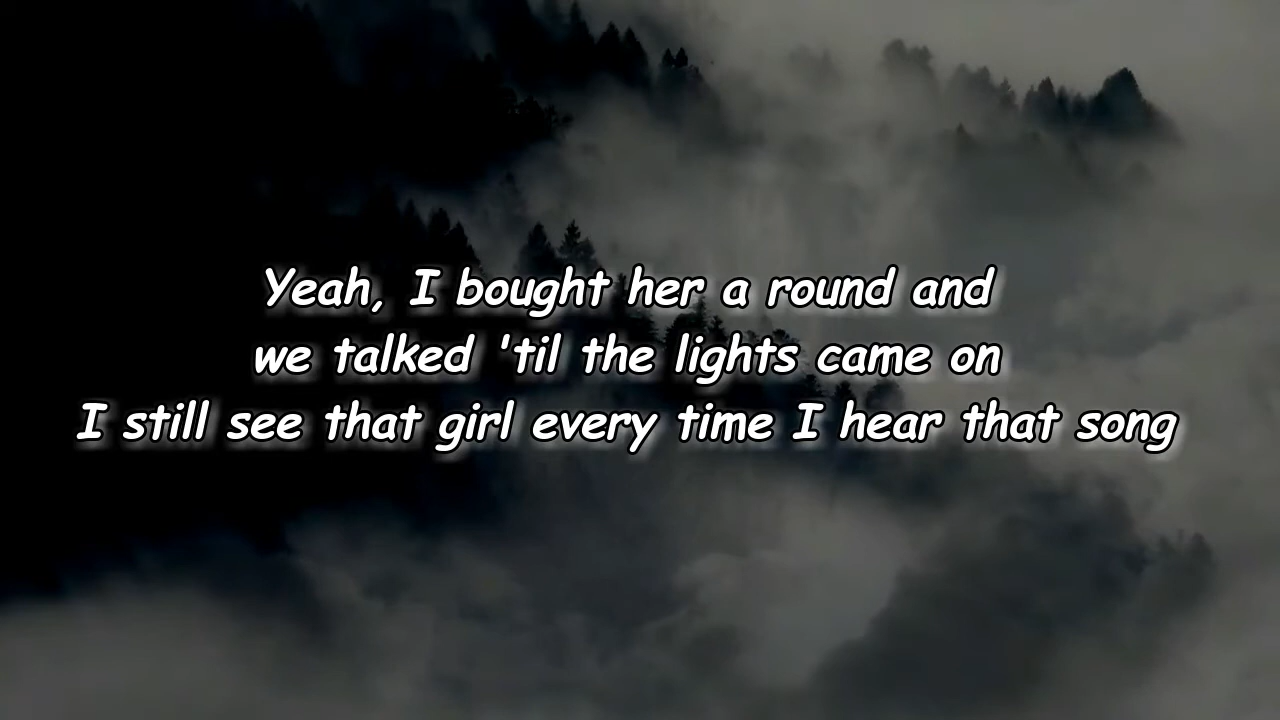 Yeah, I bought her a round and
we talked 'til the lights came on
I still see that girl every time I hear that song